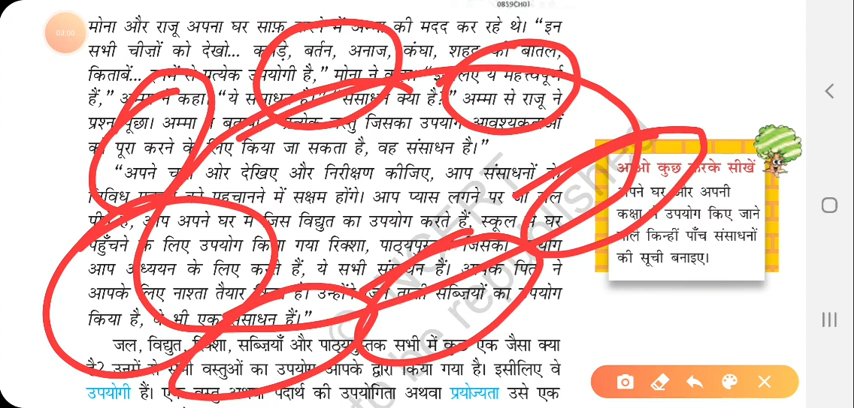 0859CH01
मोना और राजू अपना घर साफ़ करने में अम्मा की मदद कर रहे थे। “इन
सभी चीजों को देखो... कपड़े, बर्तन, अनाज, कंघा, शहद की बोतल,
किताबें... इनमें से प्रत्येक उपयोगी है,” मोना ने कहा। “इसलिए ये महत्त्वपूर्ण
हैं,” अम्मा ने कहा। “ये संसाधन हैं।” “संसाधन क्या है?” अम्मा से राजू ने
प्रश्न पूछा। अम्मा ने बताया “प्रत्येक वस्तु जिसका उपयोग आवश्यकताओं
को पूरा करने के लिए किया जा सकता है, वह संसाधन है।”
“अपने चारों ओर देखिए और निरीक्षण कीजिए, आप संसाधनों के
विविध को पहचानने में सक्षम होंगे। आप प्यास लगने पर जो जल
पीते हैं, आप अपने घर में जिस विद्युत का उपयोग करते हैं, स्कूल से घर
पहुँचने के लिए उपयोग किया गया रिक्शा, पाठ्यपुस्तक जिसका उपयोग
आप अध्ययन के लिए करते हैं, ये सभी संसाधन हैं। आपके पिता ने
आपके लिए नाश्ता तैयार किया है। उन्होंने जिन ताजी सब्जियों का उपयोग
किया है, वे भी एक संसाधन हैं।”
जल, विद्युत, रिक्शा, सब्जियाँ और पाठ्यपुस्तक सभी में कुछ एक जैसा क्या
है? उनमें से सभी वस्तुओं का उपयोग आपके द्वारा किया गया है। इसीलिए वे
उपयोगी हैं। एक वस्तु अथवा पदार्थ की उपयोगिता अथवा प्रयोज्यता उसे एक
आओ कुछ करके सीखें
अपने घर और अपनी
कक्षा में उपयोग किए जाने
वाले किन्हीं पाँच संसाधनों
की सूची बनाइए।
© NCERT
to be republished